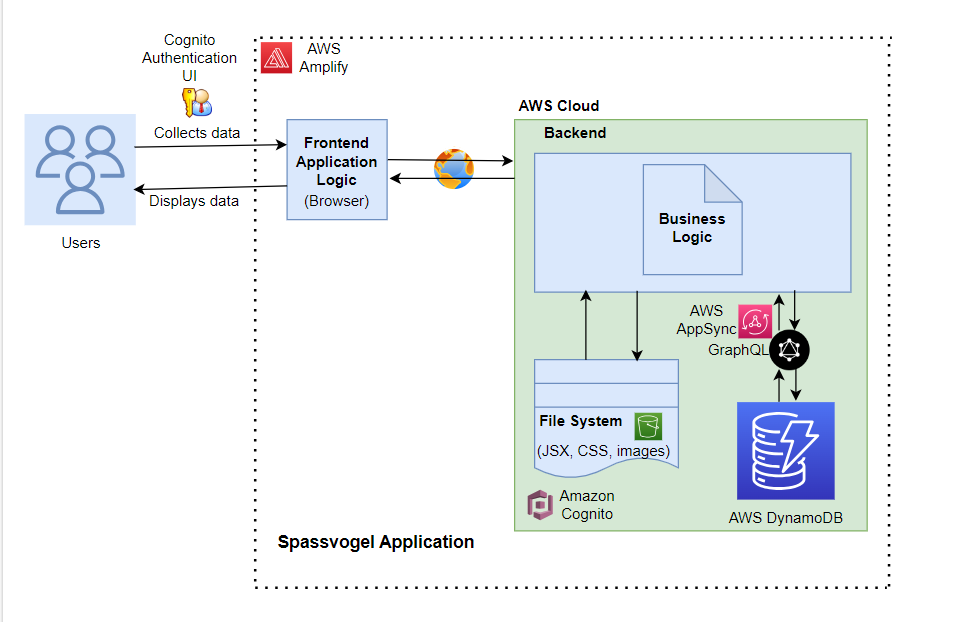 Cognito
Authentication
UI
Collects data
Displays data
Users
AWS
Amplify
Frontend
Application
Logic
(Browser)
AWS Cloud
Backend
Business
Logic
AWS
AppSync
GraphQL
File System
(JSX, CSS, images)
Amazon
Cognito
AWS DynamoDB
Spassvogel Application